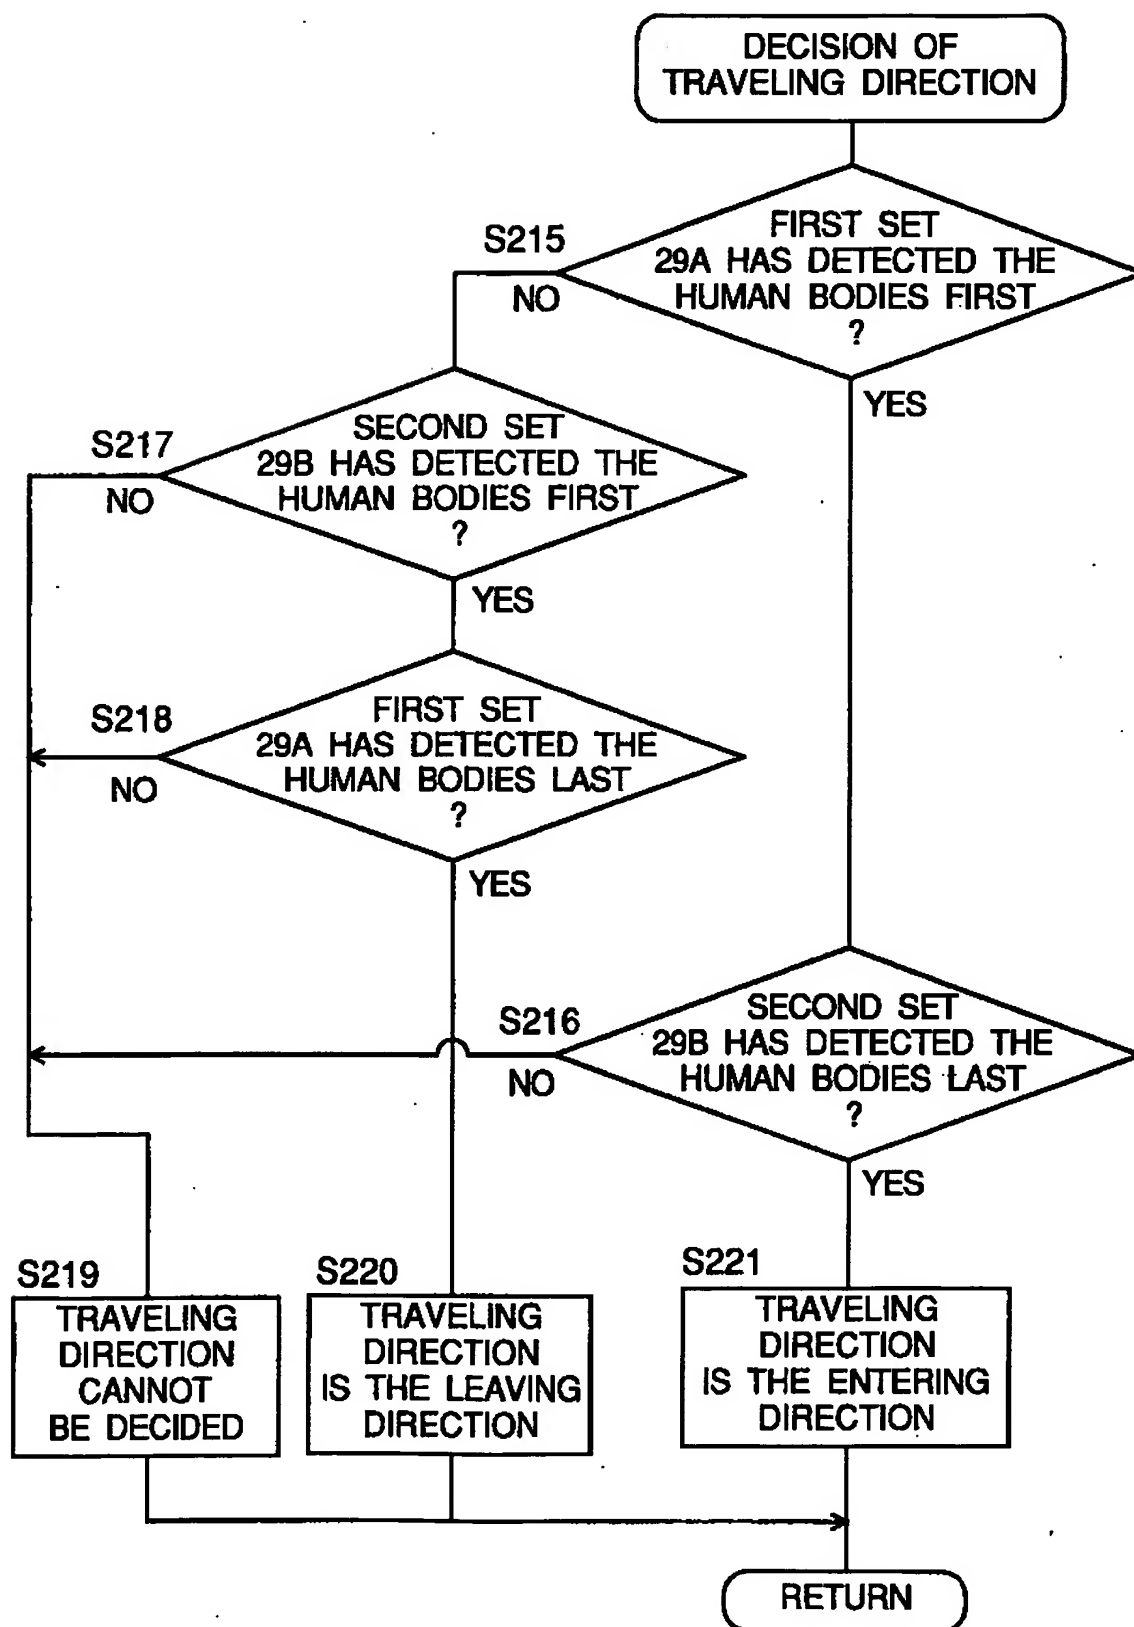 DECISION OF
TRAVELING DIRECTION
S215
FIRST SET
29A HAS DETECTED THE
HUMAN BODIES FIRST
?
NO
YES
S217
SECOND SET
29B HAS DETECTED THE
HUMAN BODIES FIRST
?
NO
YES
S218
FIRST SET
29A HAS DETECTED THE
HUMAN BODIES LAST
?
NO
YES
S216
SECOND SET
29B HAS DETECTED THE
HUMAN BODIES LAST
?
NO
YES
S219
TRAVELING
DIRECTION
CANNOT
BE DECIDED
S220
TRAVELING
DIRECTION
IS THE LEAVING
DIRECTION
S221
TRAVELING
DIRECTION
IS THE ENTERING
DIRECTION
RETURN